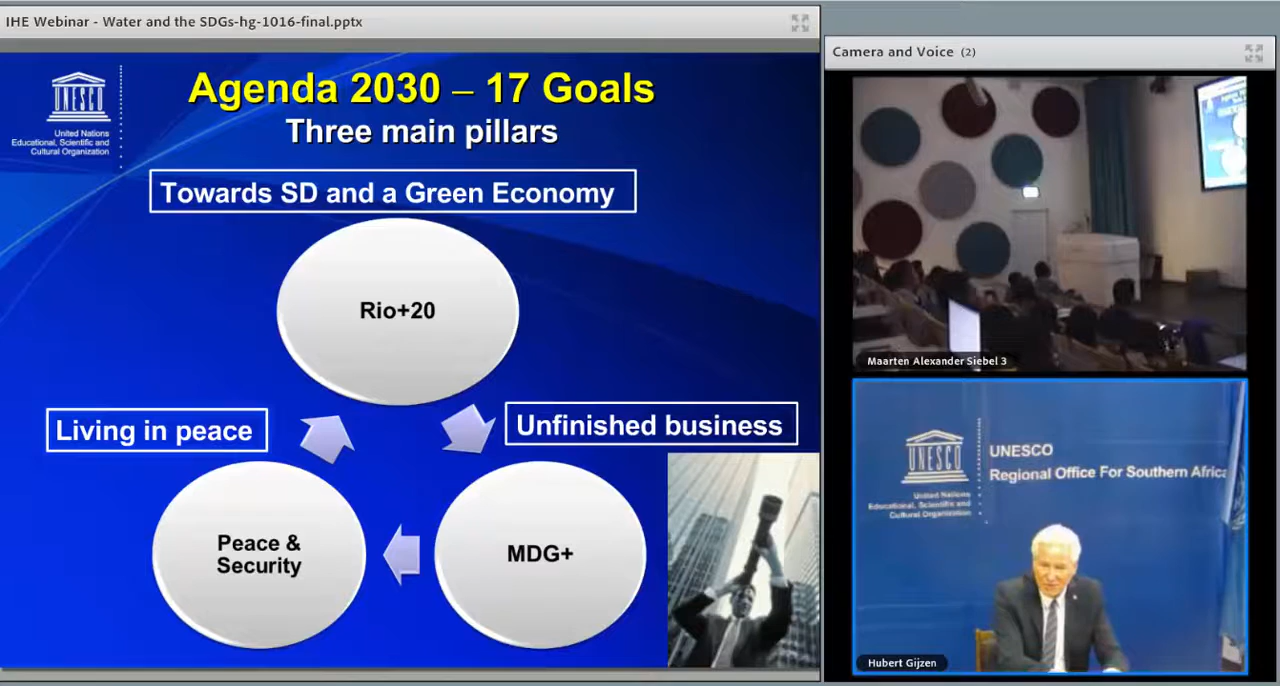 IHE Webinar - Water and the SDGs-hg-1016-final.pptx
UNESCO
United Nations
Educational, Scientific and
Cultural Organization
Agenda 2030 – 17 Goals
Three main pillars
Towards SD and a Green Economy
Rio+20
Living in peace
Unfinished business
Peace &
Security
MDG+
Camera and Voice (2)
Maarten Alexander Siebel 3
UNESCO
United Nations
Educational, Scientific and
Cultural Organization
UNESCO
Regional Office For Southern Africa
Hubert Gijzen